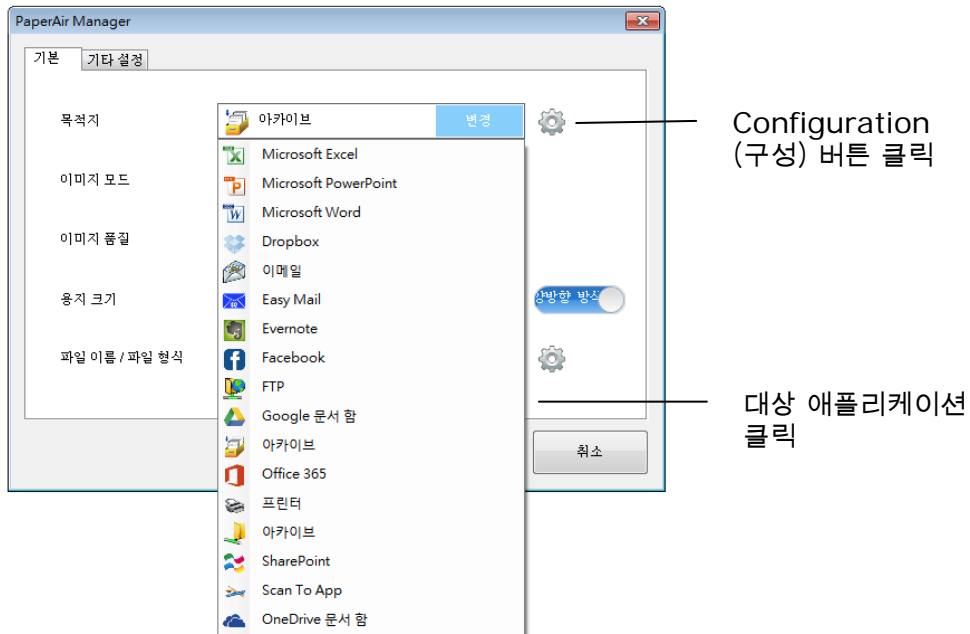 PaperAir Manager
기본
기타 설정
목적지
아카이브
변경
Configuration
(구성) 버튼 클릭
Microsoft Excel
이미지 모드
Microsoft PowerPoint
Microsoft Word
이미지 품질
Dropbox
이메일
용지 크기
Easy Mail
양방향 방식
Evernote
파일 이름 / 파일 형식
Facebook
FTP
대상 애플리케이션
클릭
Google 문서 함
아카이브
취소
Office 365
프린터
아카이브
SharePoint
Scan To App
OneDrive 문서 함